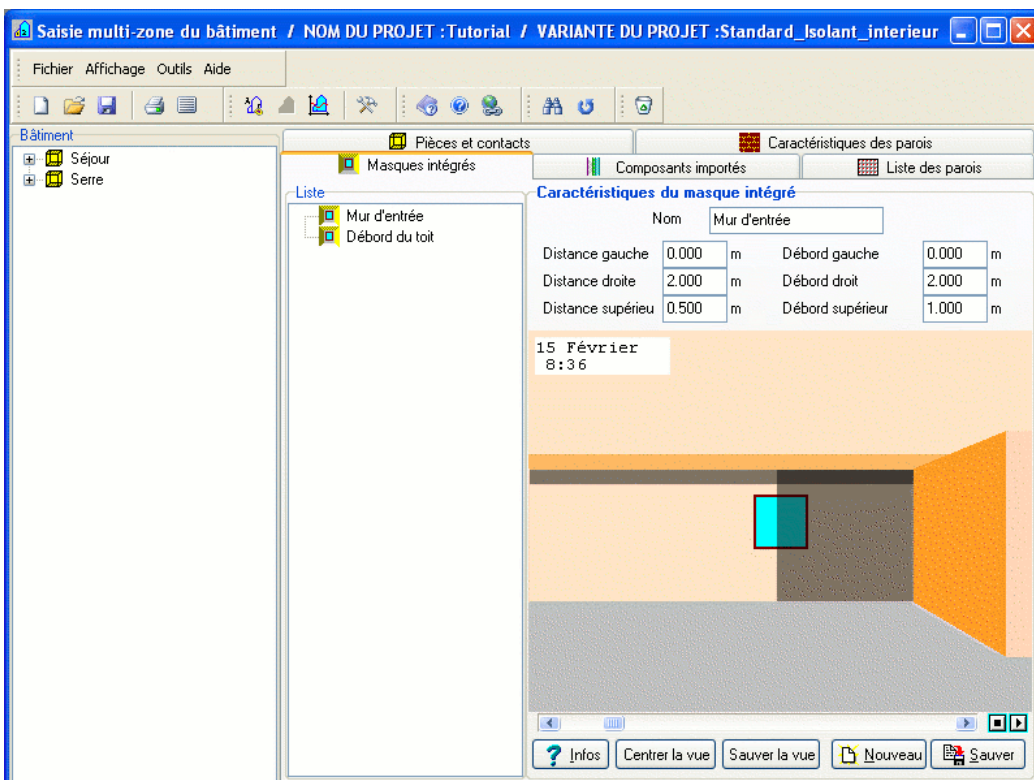 Saisie multi-zone du bâtiment / NOM DU PROJET :Tutorial / VARIANTE DU PROJET :Standard_Isolant_interieur
Fichier Affichage Outils Aide
Bâtiment
Séjour
Serre
Pièces et contacts
Caractéristiques des parois
Masques intégrés
Composants importés
Liste des parois
Liste
Mur d'entrée
Débord du toit
Caractéristiques du masque intégré
Nom Mur d'entrée
Distance gauche 0.000 m Débord gauche 0.000 m
Distance droite 2.000 m Débord droit 2.000 m
Distance supérieu 0.500 m Débord supérieur 1.000 m
15 Février
8:36
? Infos Centrer la vue Sauver la vue Nouveau Sauver